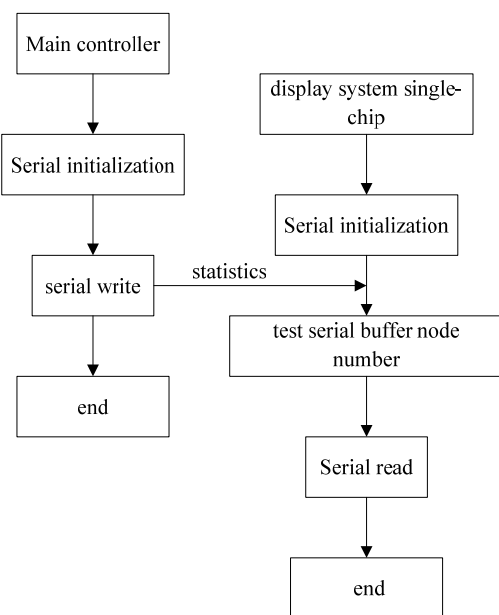 Main controller
Serial initialization
serial write
end
statistics
display system single-
chip
Serial initialization
test serial buffer node
number
Serial read
end